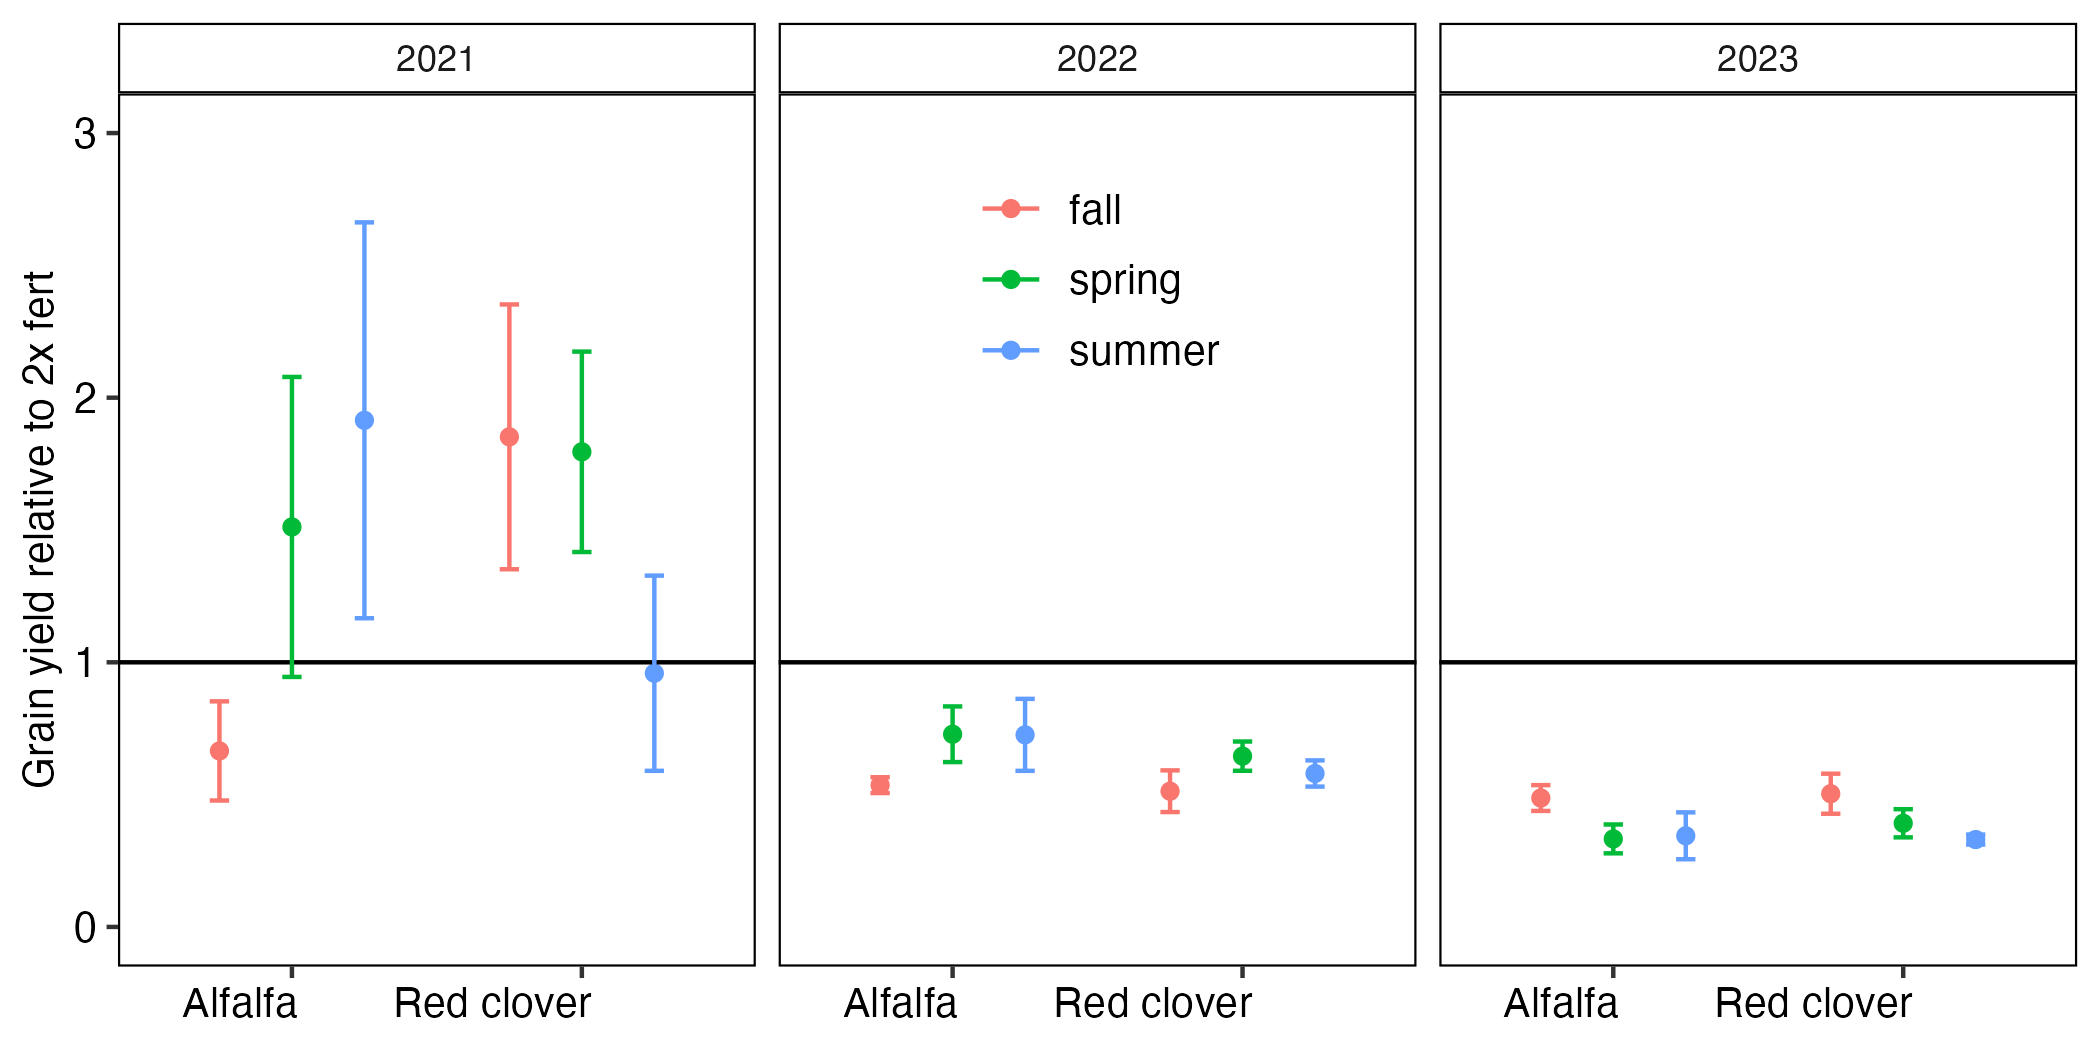 2021
2022
2023
Grain yield relative to 2x fert
3
2
1
0
fall
spring
summer
Alfalfa
Red clover
Alfalfa
Red clover
Alfalfa
Red clover